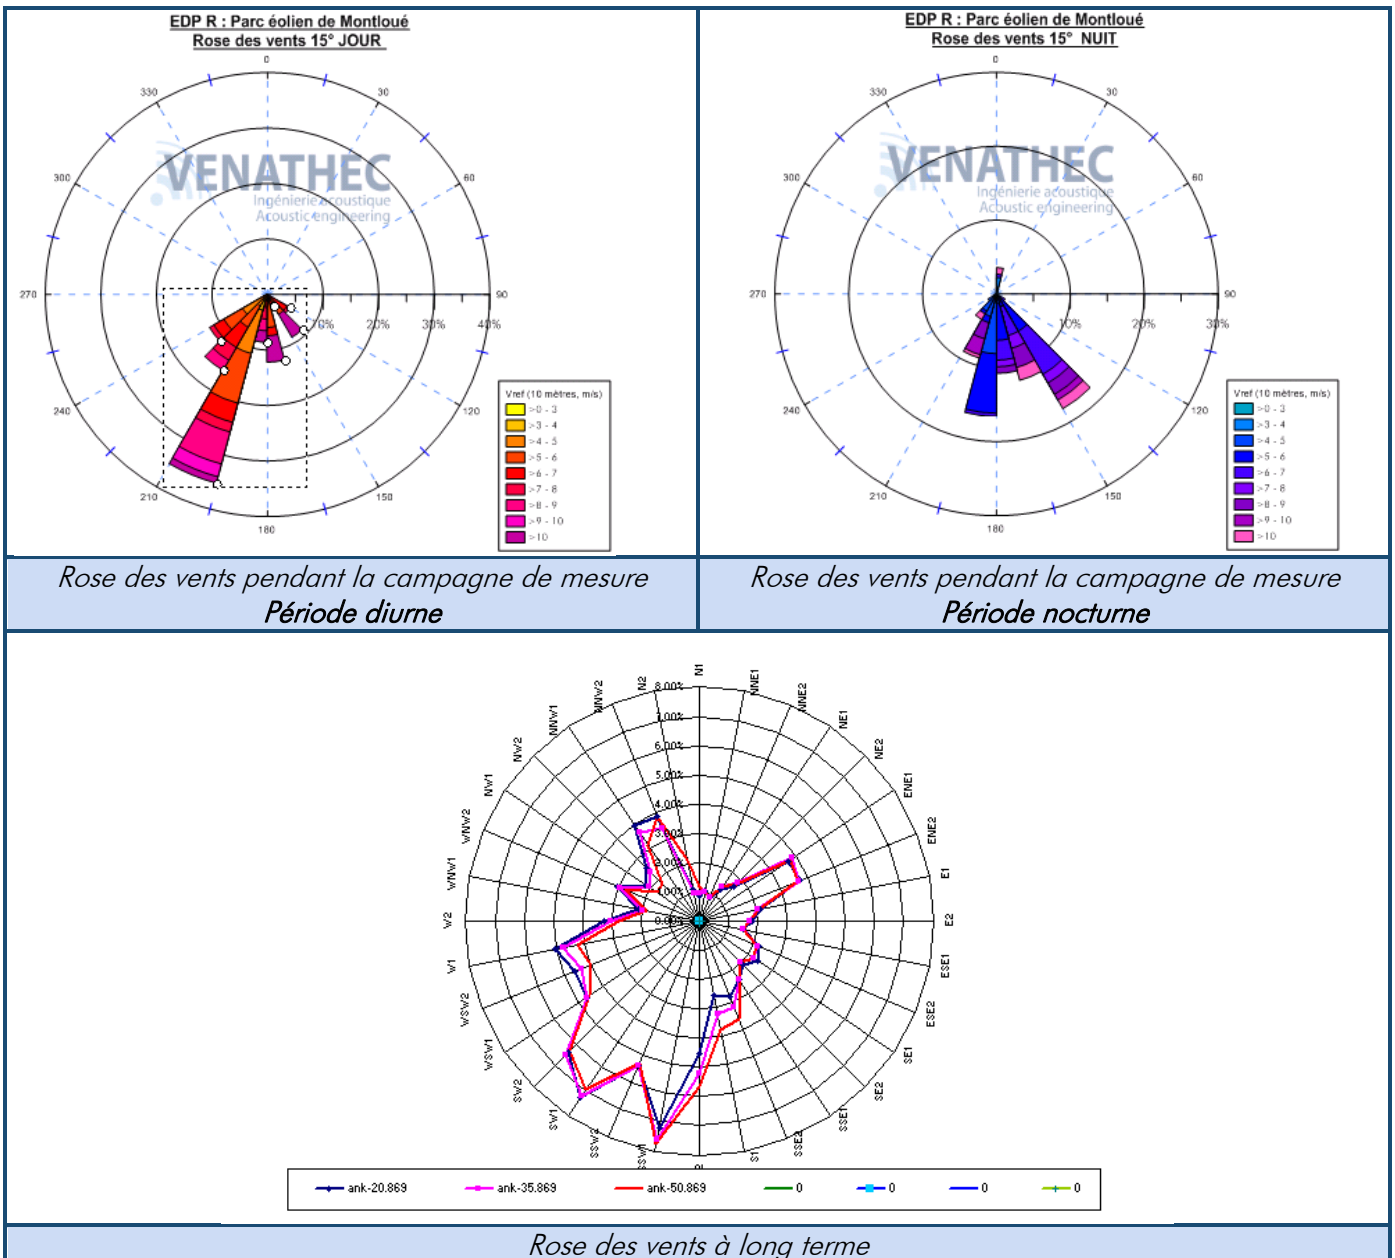 EDP R : Parc éolien de Montloué
Rose des vents 15° JOUR
0
30
60
90
120
150
180
210
240
270
300
330
10%
20%
30%
40%
VENATHEC
Ingénierie acoustique
Acoustic engineering
Vref (10 mètres, m/s)
>0 - 3
>3 - 4
>4 - 5
>5 - 6
>6 - 7
>7 - 8
>8 - 9
>9 - 10
>10
EDP R : Parc éolien de Montloué
Rose des vents 15° NUIT
0
30
60
90
120
150
180
210
240
270
300
330
10%
20%
30%
VENATHEC
Ingénierie acoustique
Acoustic engineering
Vref (10 mètres, m/s)
>0 - 3
>3 - 4
>4 - 5
>5 - 6
>6 - 7
>7 - 8
>8 - 9
>9 - 10
>10
Rose des vents pendant la campagne de mesure
Période diurne
Rose des vents pendant la campagne de mesure
Période nocturne
N1
NNE1
NNE2
NE1
NE2
ENE1
ENE2
E1
E2
ESE1
ESE2
SE1
SE2
SSE1
SSE2
S1
SSW1
SSW2
SW1
SW2
WSW1
WSW2
W1
W2
WNW1
WNW2
NW1
NW2
NNW1
NNW2
N2
8.00%
7.00%
6.00%
5.00%
4.00%
3.00%
2.00%
1.00%
0.00%
ank-20.869
ank-35.869
ank-50.869
0
0
0
0
Rose des vents à long terme